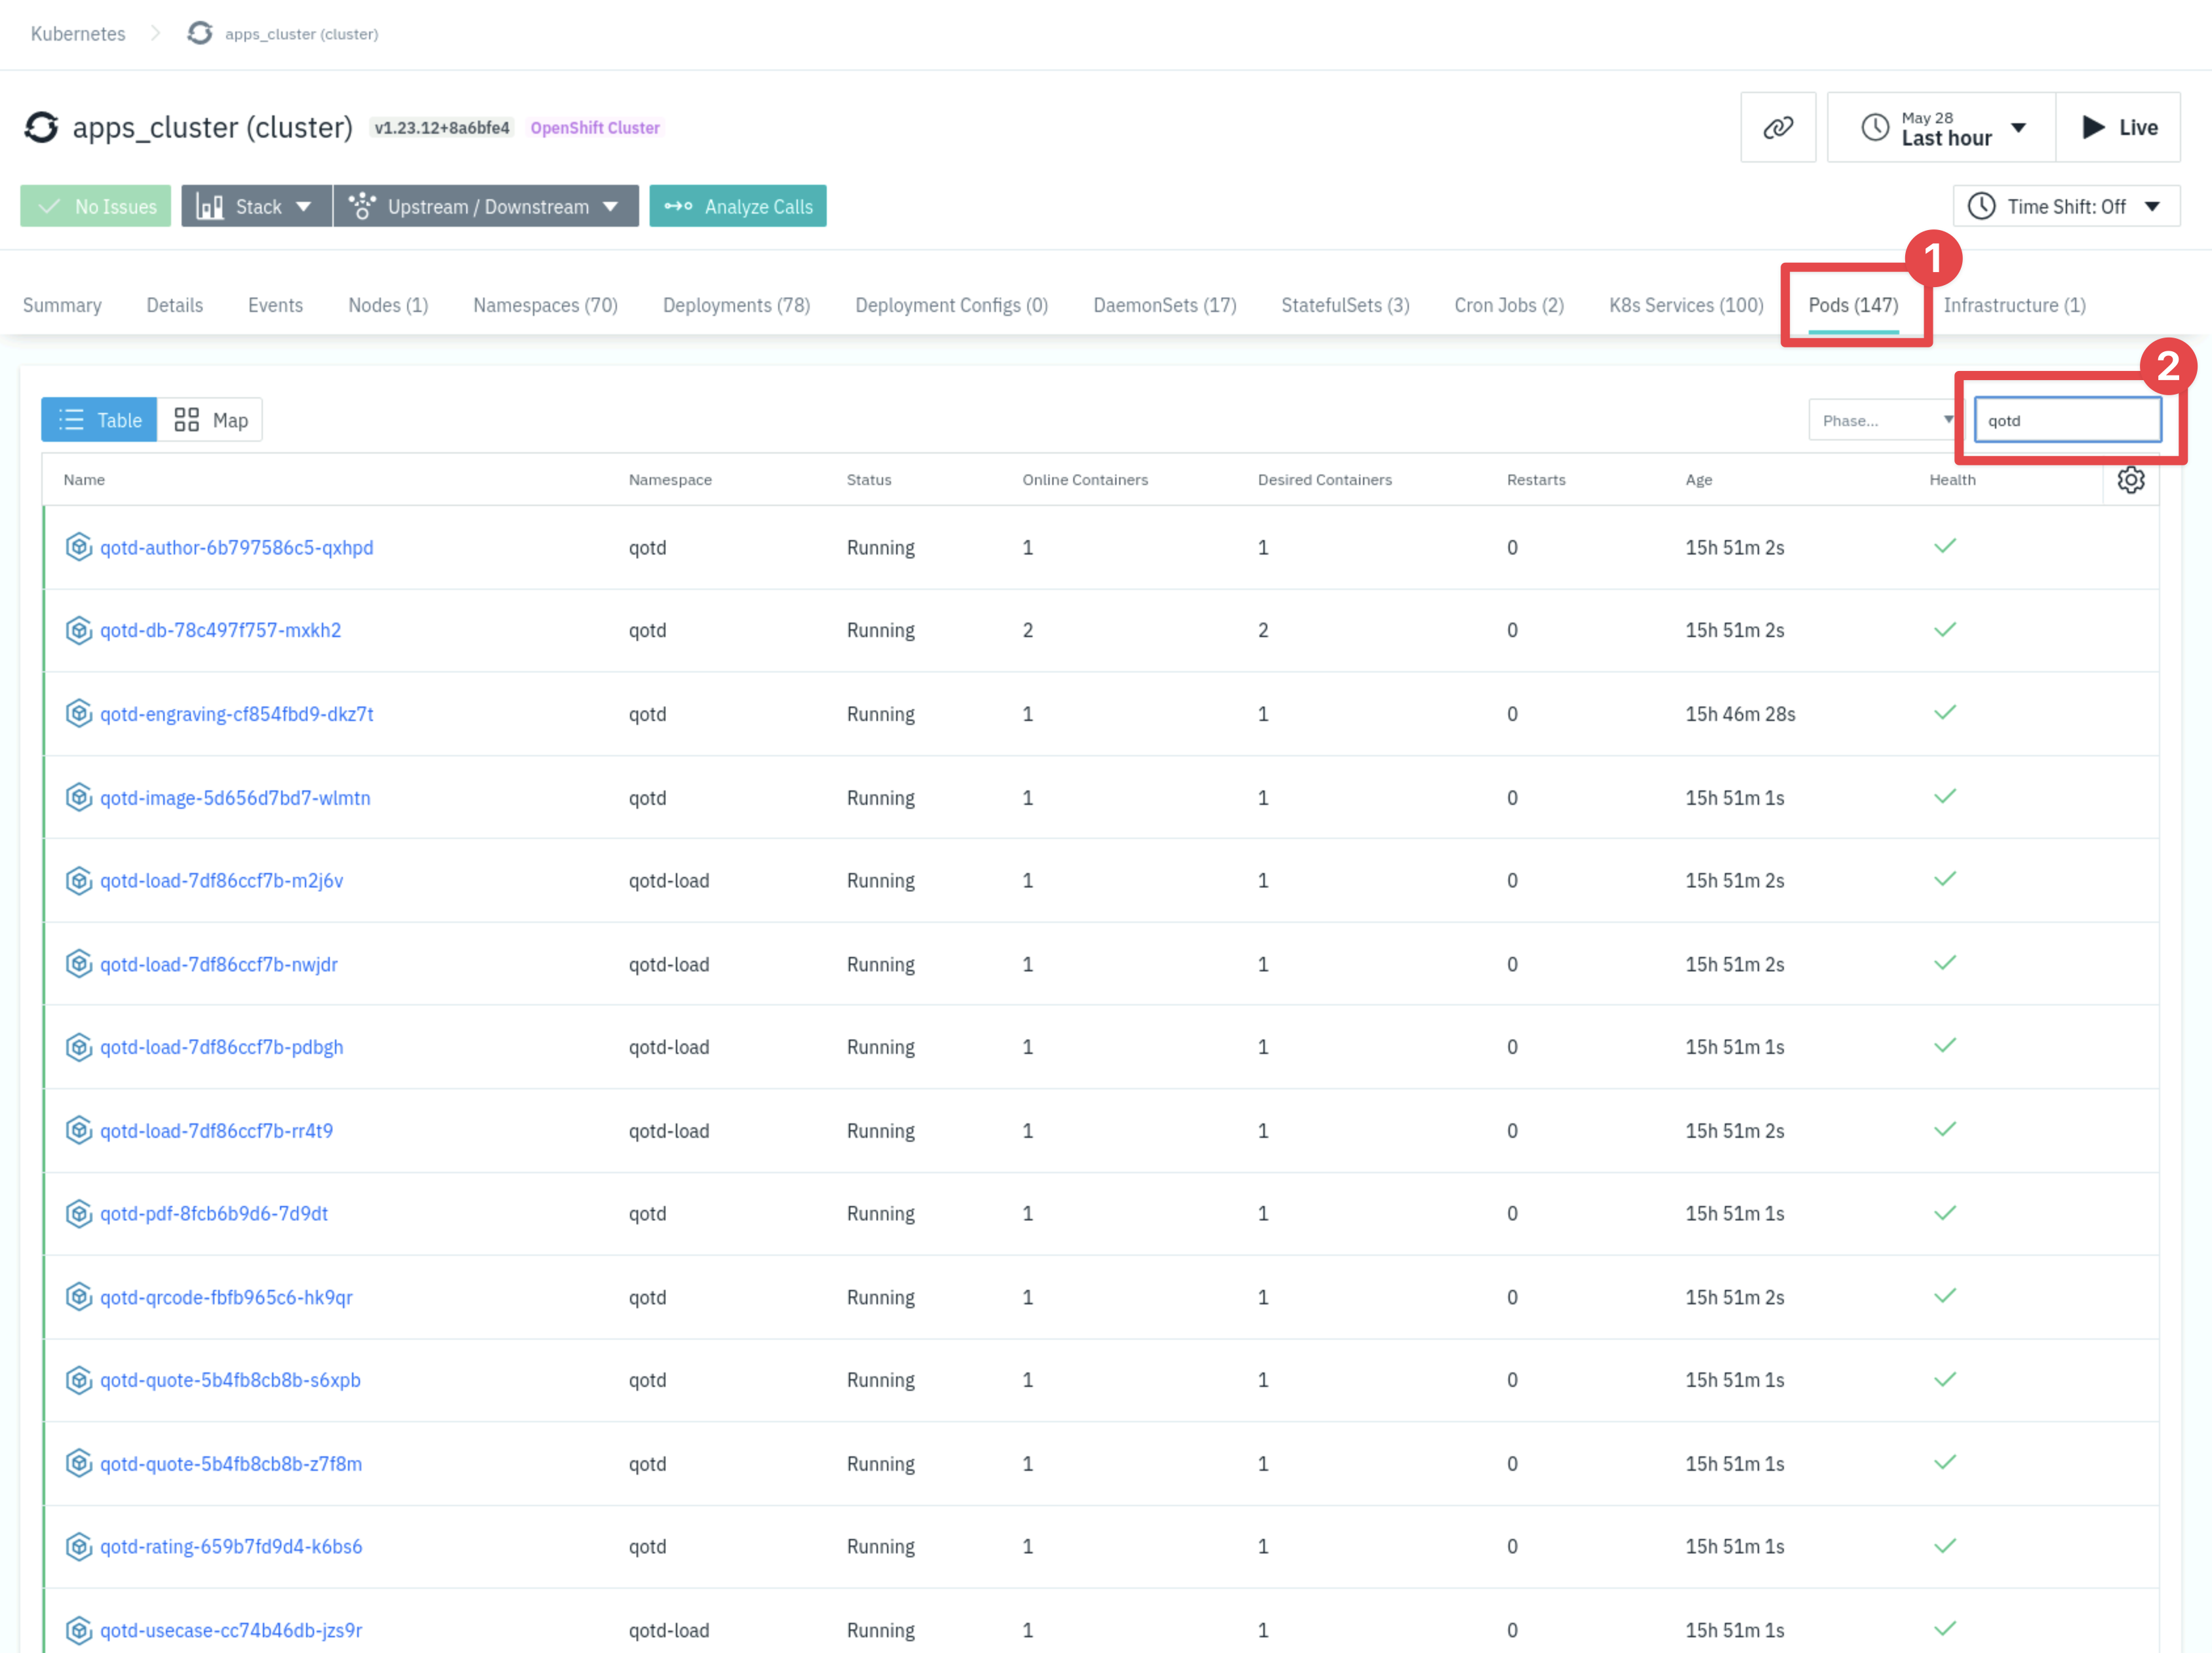 Kubernetes apps_cluster (cluster)
apps_cluster (cluster) v1.23.12+8a6bfe4 OpenShift Cluster
May 28
Last hour
Live
No Issues Stack Upstream / Downstream Analyze Calls Time Shift: Off
1
Summary Details Events Nodes (1) Namespaces (70) Deployments (78) Deployment Configs (0) DaemonSets (17) StatefulSets (3) Cron Jobs (2) K8s Services (100) Pods (147) Infrastructure (1)
2
Table Map Phase... qotd
Name Namespace Status Online Containers Desired Containers Restarts Age Health
qotd-author-6b797586c5-qxhpd qotd Running 1 1 0 15h 51m 2s
qotd-db-78c497f757-mxkh2 qotd Running 2 2 0 15h 51m 2s
qotd-engraving-cf854fbd9-dkz7t qotd Running 1 1 0 15h 46m 28s
qotd-image-5d656d7bd7-wlmtn qotd Running 1 1 0 15h 51m 1s
qotd-load-7df86ccf7b-m2j6v qotd-load Running 1 1 0 15h 51m 2s
qotd-load-7df86ccf7b-nwjdr qotd-load Running 1 1 0 15h 51m 2s
qotd-load-7df86ccf7b-pdbgh qotd-load Running 1 1 0 15h 51m 1s
qotd-load-7df86ccf7b-rr4t9 qotd-load Running 1 1 0 15h 51m 2s
qotd-pdf-8fcb6b9d6-7d9dt qotd Running 1 1 0 15h 51m 1s
qotd-qrcode-fbfb965c6-hk9qr qotd Running 1 1 0 15h 51m 2s
qotd-quote-5b4fb8cb8b-s6xpb qotd Running 1 1 0 15h 51m 1s
qotd-quote-5b4fb8cb8b-z7f8m qotd Running 1 1 0 15h 51m 1s
qotd-rating-659b7fd9d4-k6bs6 qotd Running 1 1 0 15h 51m 1s
qotd-usecase-cc74b46db-jzs9r qotd-load Running 1 1 0 15h 51m 1s